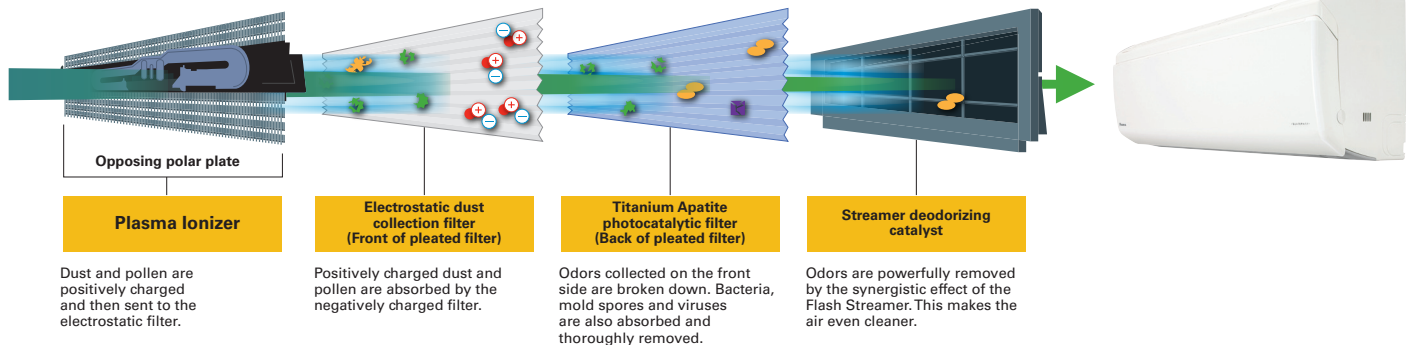 Opposing polar plate
Plasma Ionizer
Dust and pollen are
positively charged
and then sent to the
electrostatic filter.
Electrostatic dust
collection filter
(Front of pleated filter)
Positively charged dust and
pollen are absorbed by the
negatively charged filter.
Titanium Apatite
photocatalytic filter
(Back of pleated filter)
Odors collected on the front
side are broken down. Bacteria,
mold spores and viruses
are also absorbed and
thoroughly removed.
Streamer deodorizing
catalyst
Odors are powerfully removed
by the synergistic effect of the
Flash Streamer. This makes the
air even cleaner.